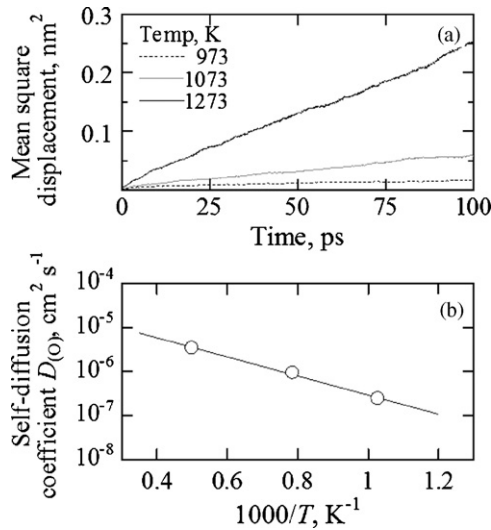 (a)
Temp, K
973
1073
1273
0.3
0.2
0.1
Mean square
displacement, nm²
0 25 50 75 100
Time, ps
(b)
10⁻⁴
10⁻⁵
10⁻⁶
10⁻⁷
10⁻⁸
Self-diffusion
coefficient D(O), cm² s⁻¹
0.4 0.6 0.8 1 1.2
1000/T, K⁻¹